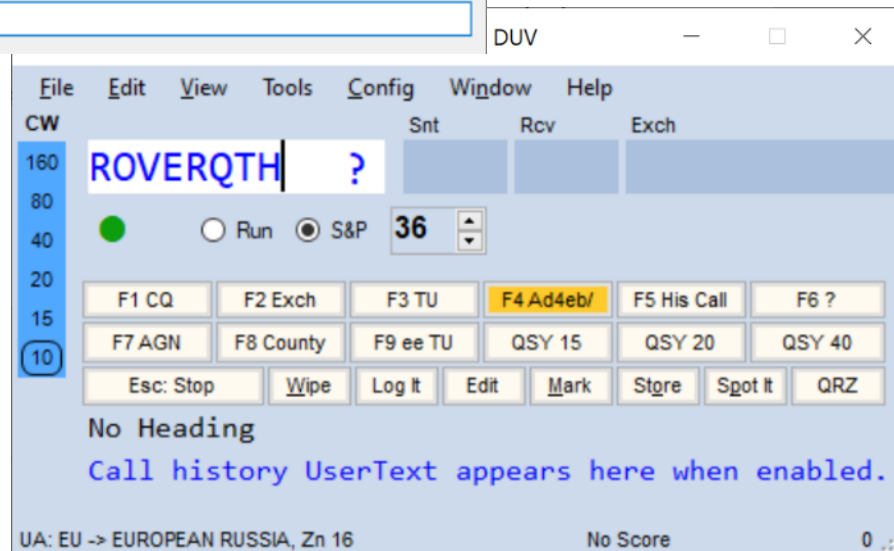 DUV
File Edit View Tools Config Window Help
CW Snt Rcv Exch
160 ROVERQTH ?
80
40 Run S&P 36
20
F1 CQ F2 Exch F3 TU F4 Ad4eb/ F5 His Call F6 ?
15
F7 AGN F8 County F9 ee TU QSY 15 QSY 20 QSY 40
10
Esc: Stop Wipe Log It Edit Mark Store Spot It QRZ
No Heading
Call history UserText appears here when enabled.
UA: EU -> EUROPEAN RUSSIA, Zn 16 No Score 0